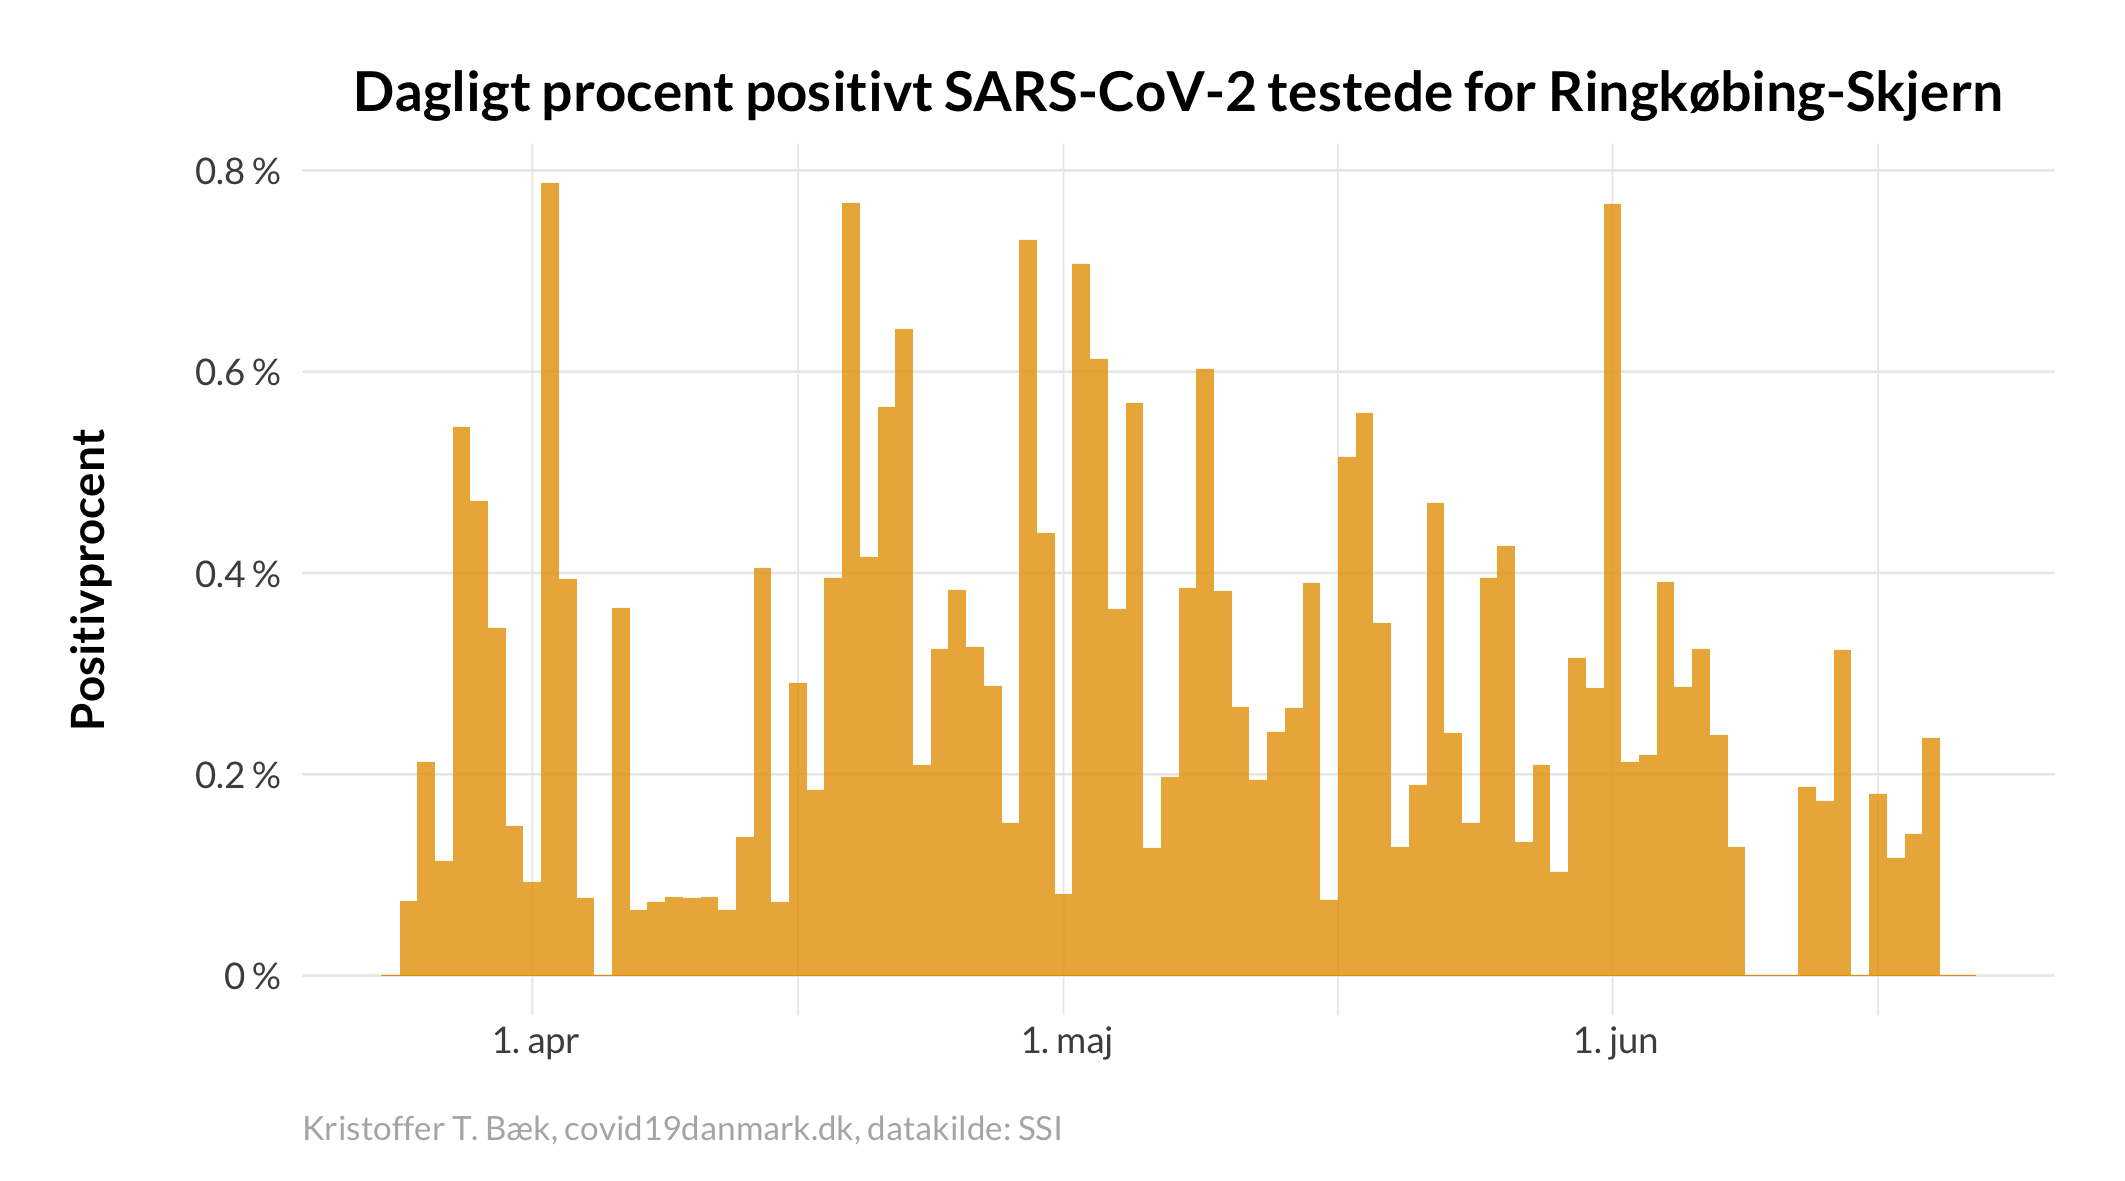 Dagligt procent positivt SARS-CoV-2 testede for Ringkøbing-Skjern
Positivprocent
0.8 %
0.6 %
0.4 %
0.2 %
0 %
1. apr
1. maj
1. jun
Kristoffer T. Bæk, covid19danmark.dk, datakilde: SSI